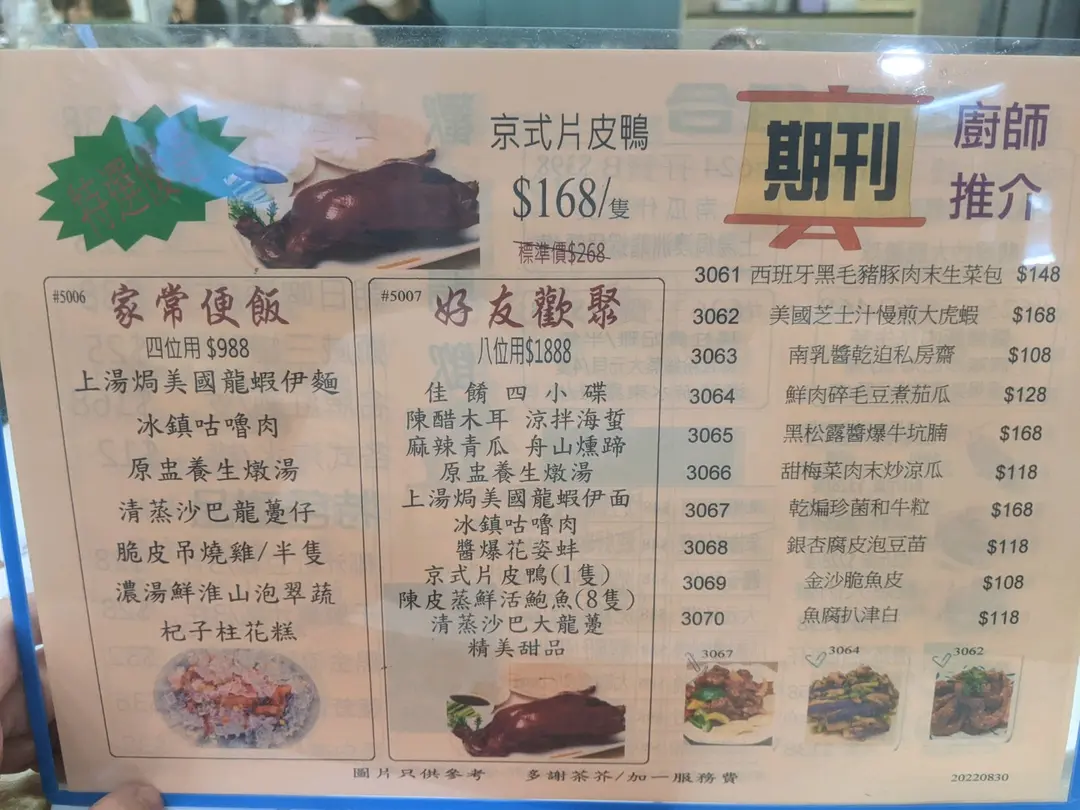 京式片皮鴨
$168/隻
標準價$268
期刊
廚師
推介
#5006 家常便飯
四位用 $988
上湯焗美國龍蝦伊麵
冰鎮咕嚕肉
原盅養生燉湯
清蒸沙巴龍躉仔
脆皮吊燒雞/半隻
濃湯鮮淮山泡翠蔬
杞子柱花糕
#5007 好友歡聚
八位用$1888
佳餚四小碟
陳醋木耳 涼拌海蜇
麻辣青瓜 舟山燻蹄
原盅養生燉湯
上湯焗美國龍蝦伊面
冰鎮咕嚕肉
醬爆花姿蚌
京式片皮鴨(1隻)
陳皮蒸鮮活鮑魚(8隻)
清蒸沙巴大龍躉
精美甜品
3061 西班牙黑毛豬豚肉末生菜包 $148
3062 美國芝士汁慢煎大虎蝦 $168
3063 南乳醬乾迫私房齋 $108
3064 鮮肉碎毛豆煮茄瓜 $128
3065 黑松露醬爆牛坑腩 $168
3066 甜梅菜肉末炒涼瓜 $118
3067 乾煸珍菌和牛粒 $168
3068 銀杏腐皮泡豆苗 $118
3069 金沙脆魚皮 $108
3070 魚腐扒津白 $118
3067 3064 3062
圖片只供參考 多謝茶芥/加一服務費
20220830